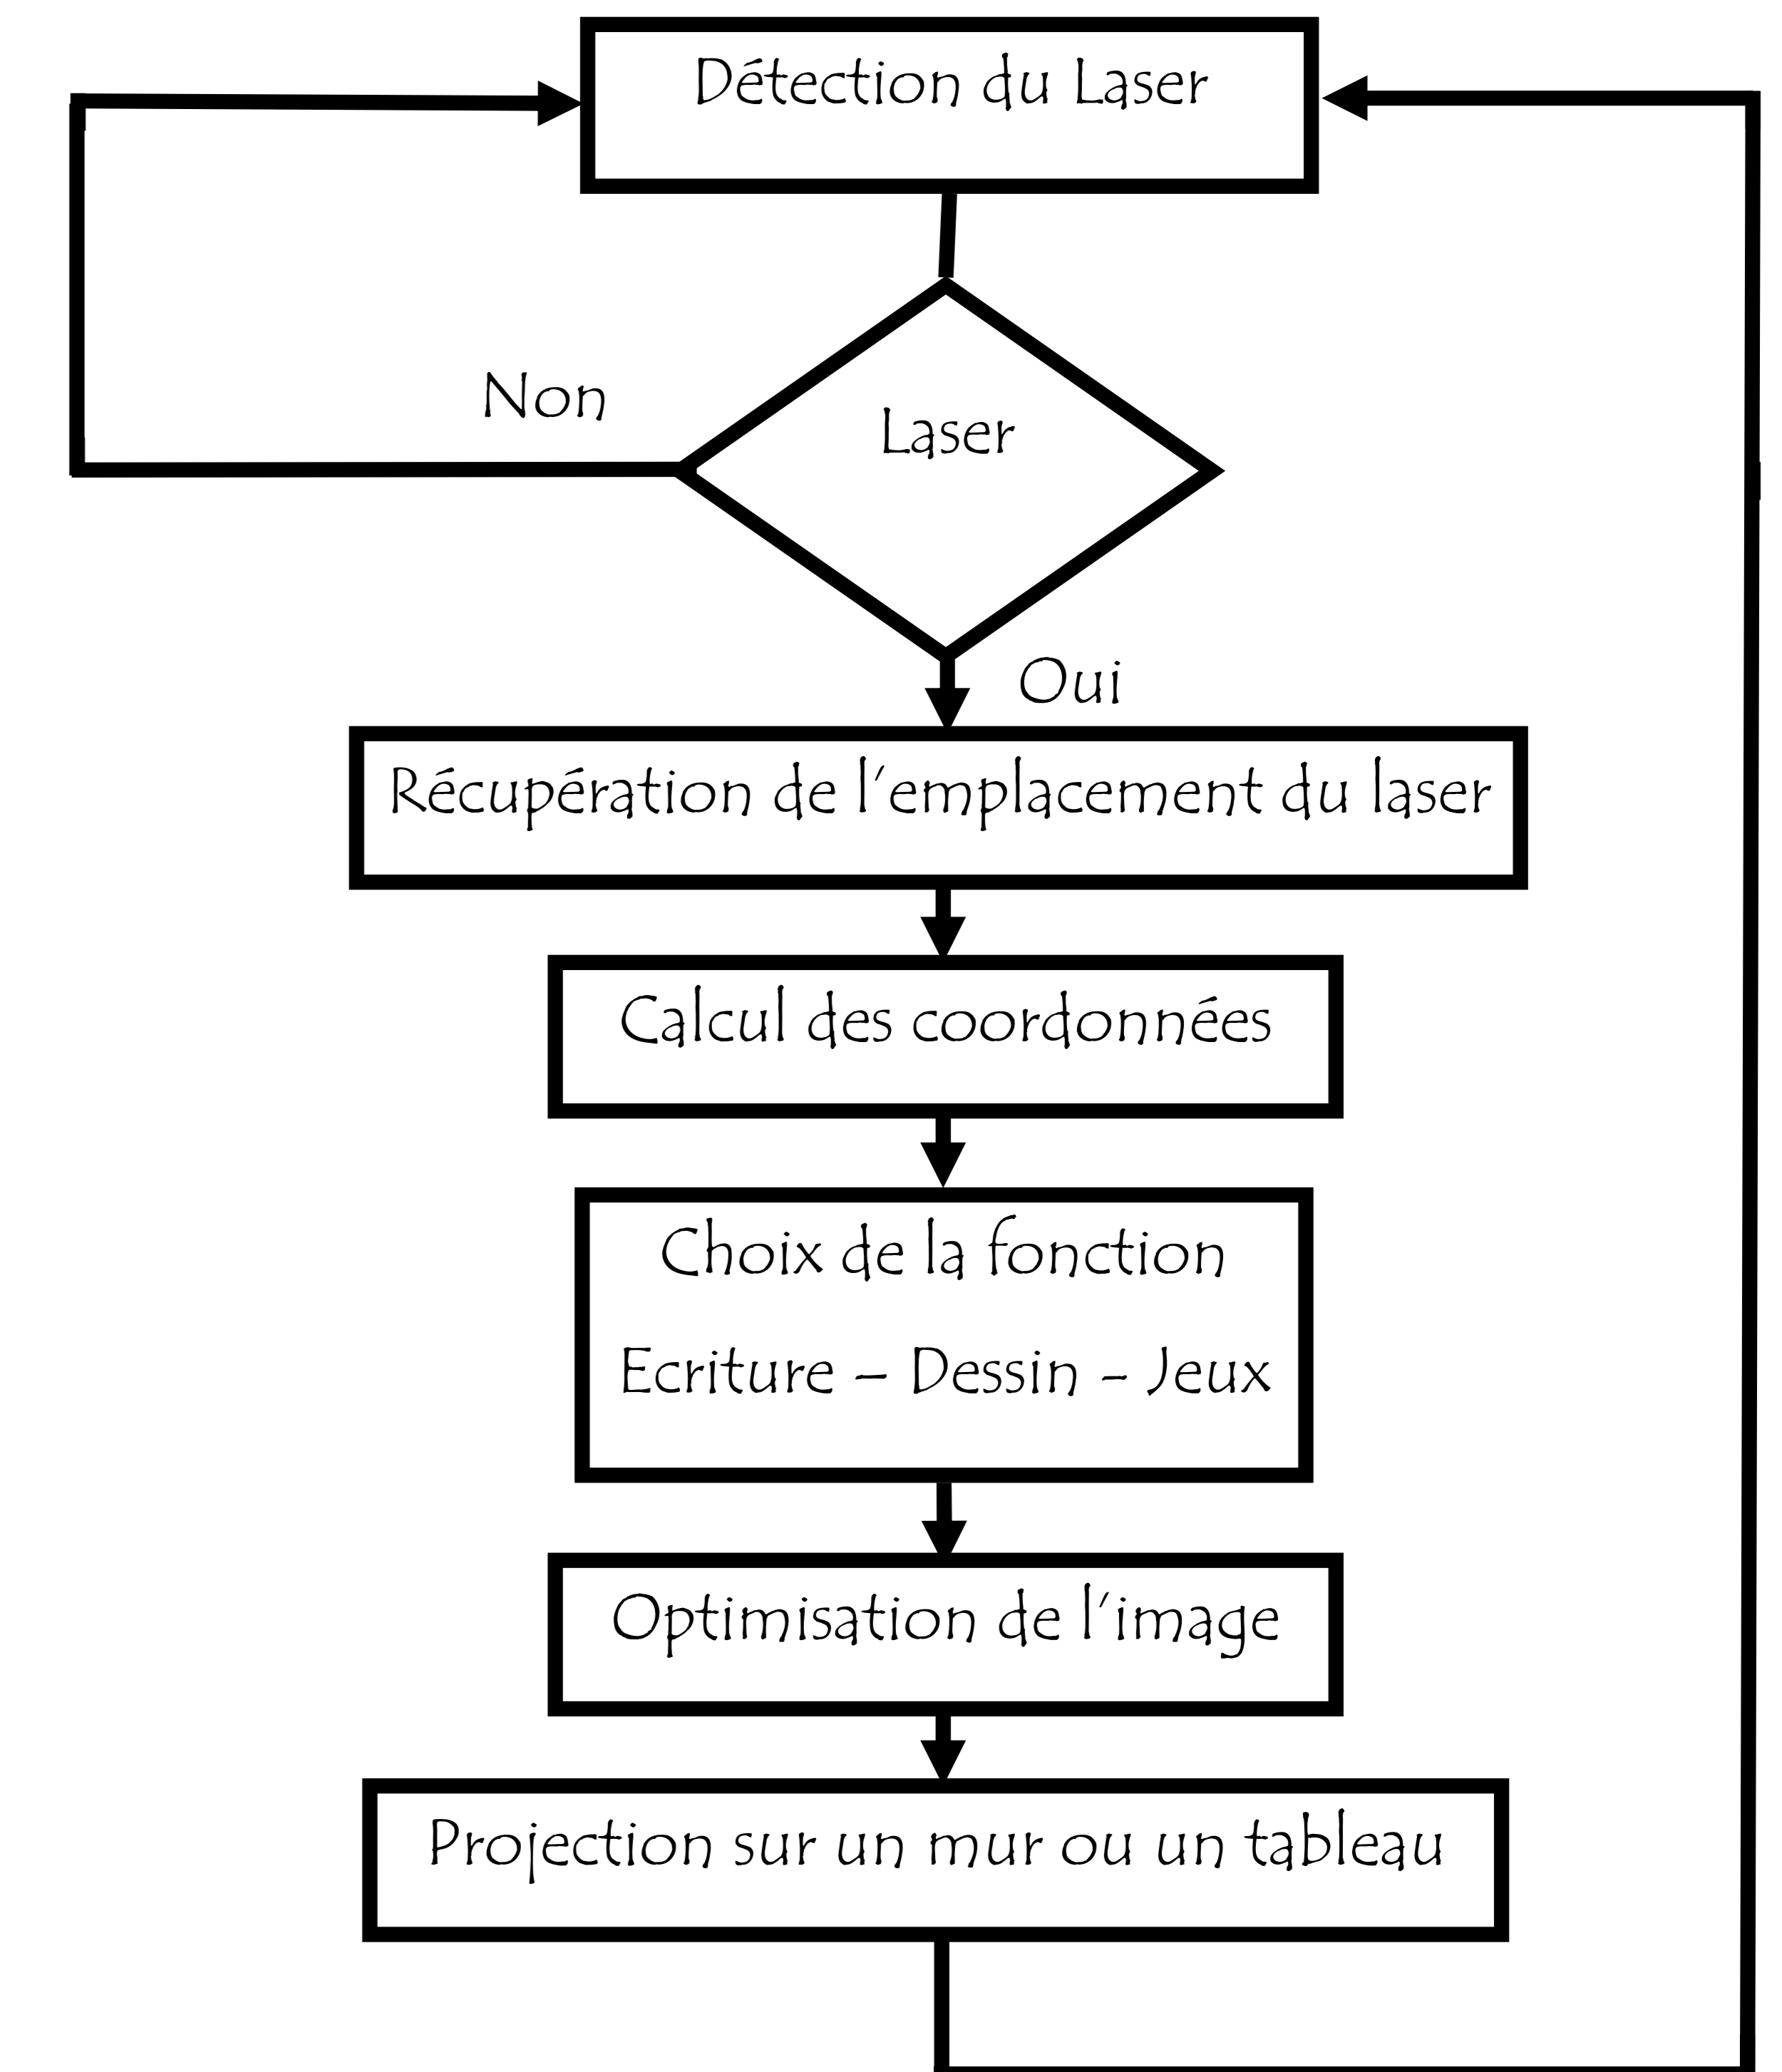 Détection du Laser
Non
Laser
Oui
Récupération de l'emplacement du laser
Calcul des coordonnées
Choix de la fonction
Ecriture – Dessin - Jeux
Optimisation de l'image
Projection sur un mur ou un tableau